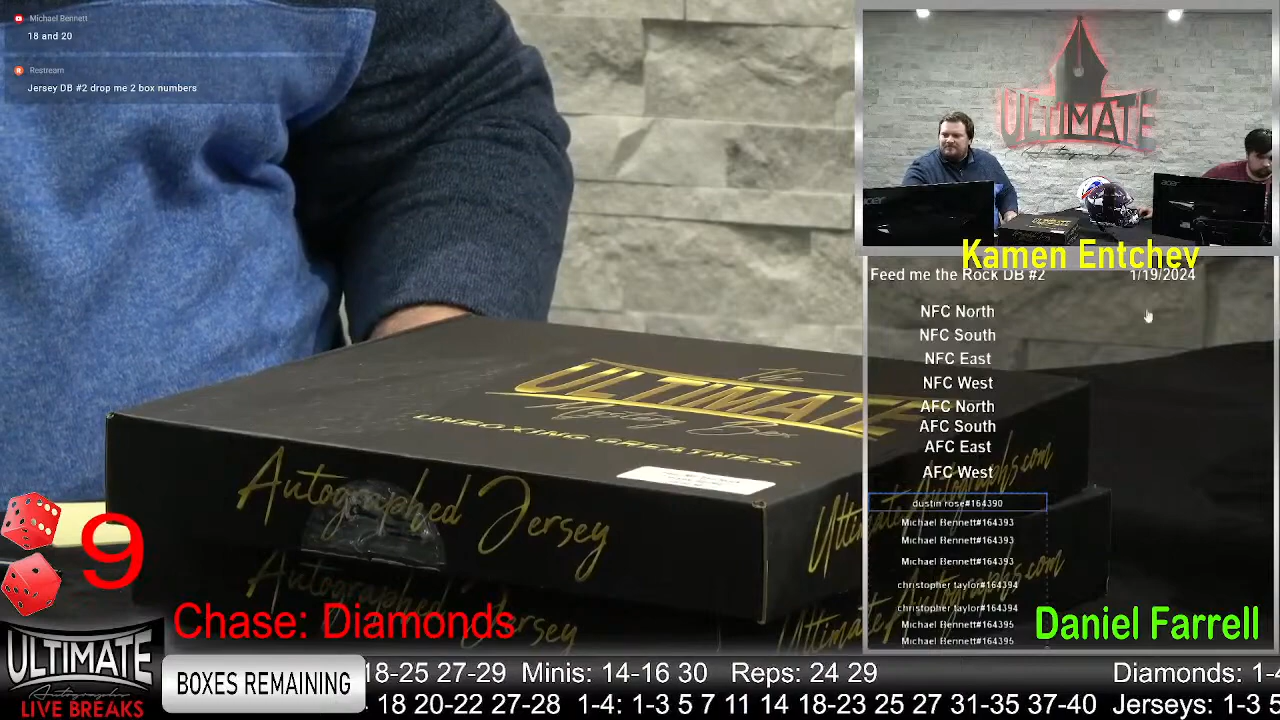 Michael Bennett
18 and 20
Restream
Jersey DB #2 drop me 2 box numbers
ULTIMATE
acer
acer
Kamen Entchev
Feed me the Rock DB #2 1/19/2024
NFC North
NFC South
NFC East
NFC West
AFC North
AFC South
AFC East
AFC West
dustin rose#164390
Michael Bennett#164393
Michael Bennett#164393
Michael Bennett#164393
christopher taylor#164394
christopher taylor#164394
Michael Bennett#164395
Michael Bennett#164395
Daniel Farrell
The
ULTIMATE
Mystery Box
UNBOXING GREATNESS
Autographed Jersey
UltimateAutographs.com
Autographed Jersey
9
Chase: Diamonds
ULTIMATE
Autographs
LIVE BREAKS
BOXES REMAINING
18-25 27-29 Minis: 14-16 30 Reps: 24 29 Diamonds: 1-4
18 20-22 27-28 1-4: 1-3 5 7 11 14 18-23 25 27 31-35 37-40 Jerseys: 1-3 5